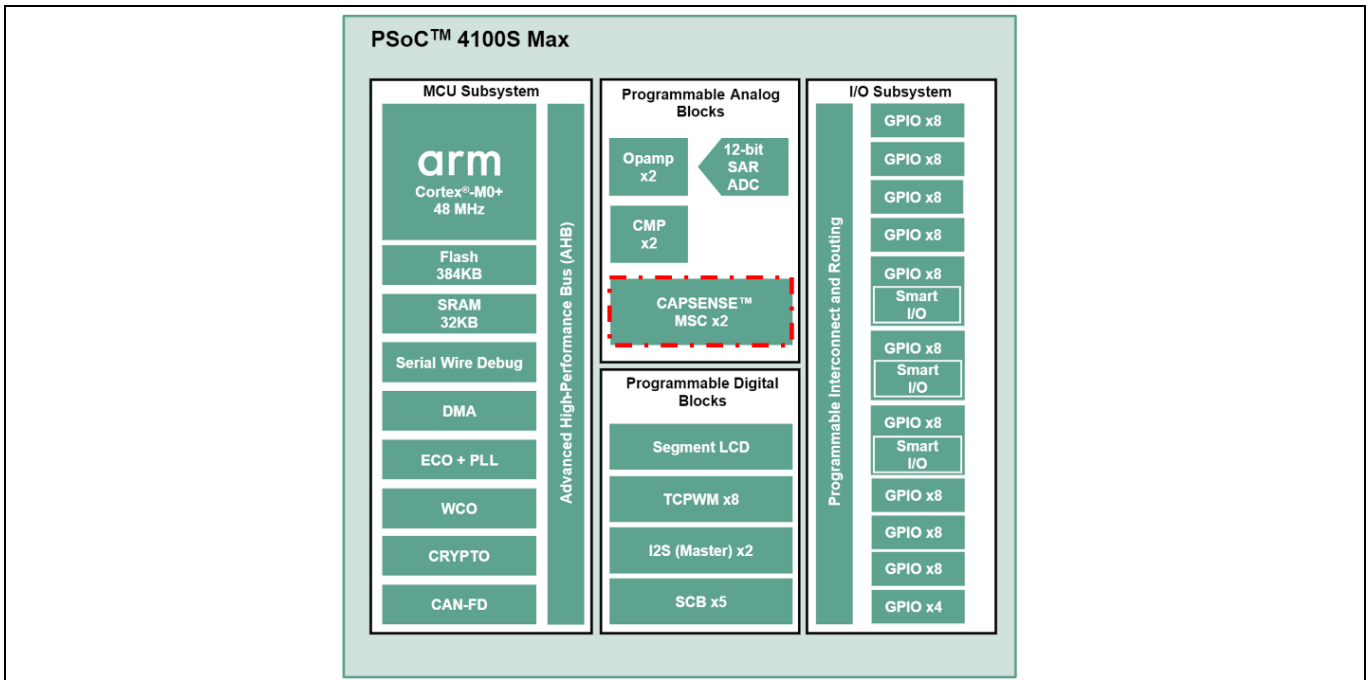 PSoC™ 4100S Max
MCU Subsystem
arm
Cortex®-M0+
48 MHz
Flash
384KB
SRAM
32KB
Serial Wire Debug
DMA
ECO + PLL
WCO
CRYPTO
CAN-FD
Advanced High-Performance Bus (AHB)
Programmable Analog
Blocks
Opamp
x2
12-bit
SAR
ADC
CMP
x2
CAPSENSE™
MSC x2
Programmable Digital
Blocks
Segment LCD
TCPWM x8
I2S (Master) x2
SCB x5
I/O Subsystem
Programmable Interconnect and Routing
GPIO x8
GPIO x8
GPIO x8
GPIO x8
GPIO x8
Smart
I/O
GPIO x8
Smart
I/O
GPIO x8
Smart
I/O
GPIO x8
GPIO x8
GPIO x8
GPIO x4